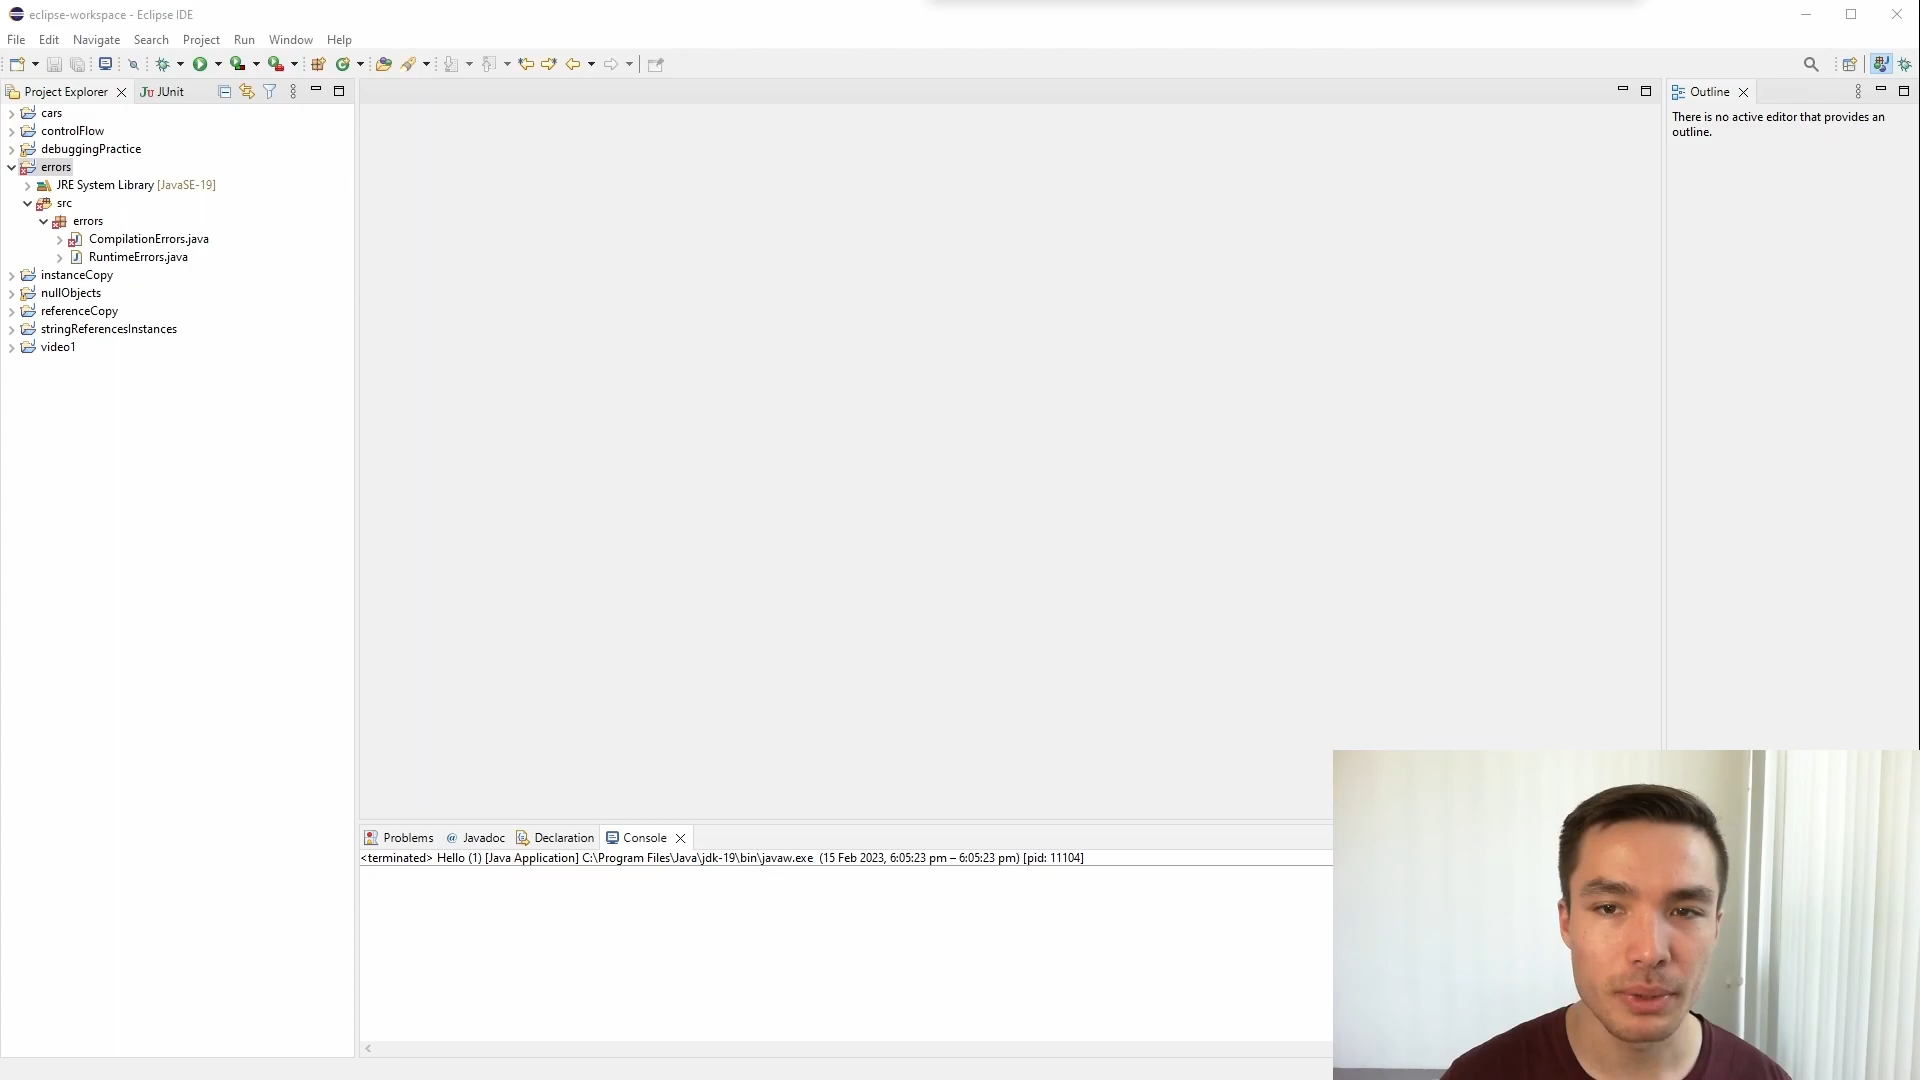 eclipse-workspace - Eclipse IDE
File Edit Navigate Search Project Run Window Help
Project Explorer JUnit
cars
controlFlow
debuggingPractice
errors
JRE System Library [JavaSE-19]
src
errors
CompilationErrors.java
RuntimeErrors.java
instanceCopy
nullObjects
referenceCopy
stringReferencesInstances
video1
Outline
There is no active editor that provides an
outline.
Problems Javadoc Declaration Console
<terminated> Hello (1) [Java Application] C:\Program Files\Java\jdk-19\bin\javaw.exe (15 Feb 2023, 6:05:23 pm – 6:05:23 pm) [pid: 11104]